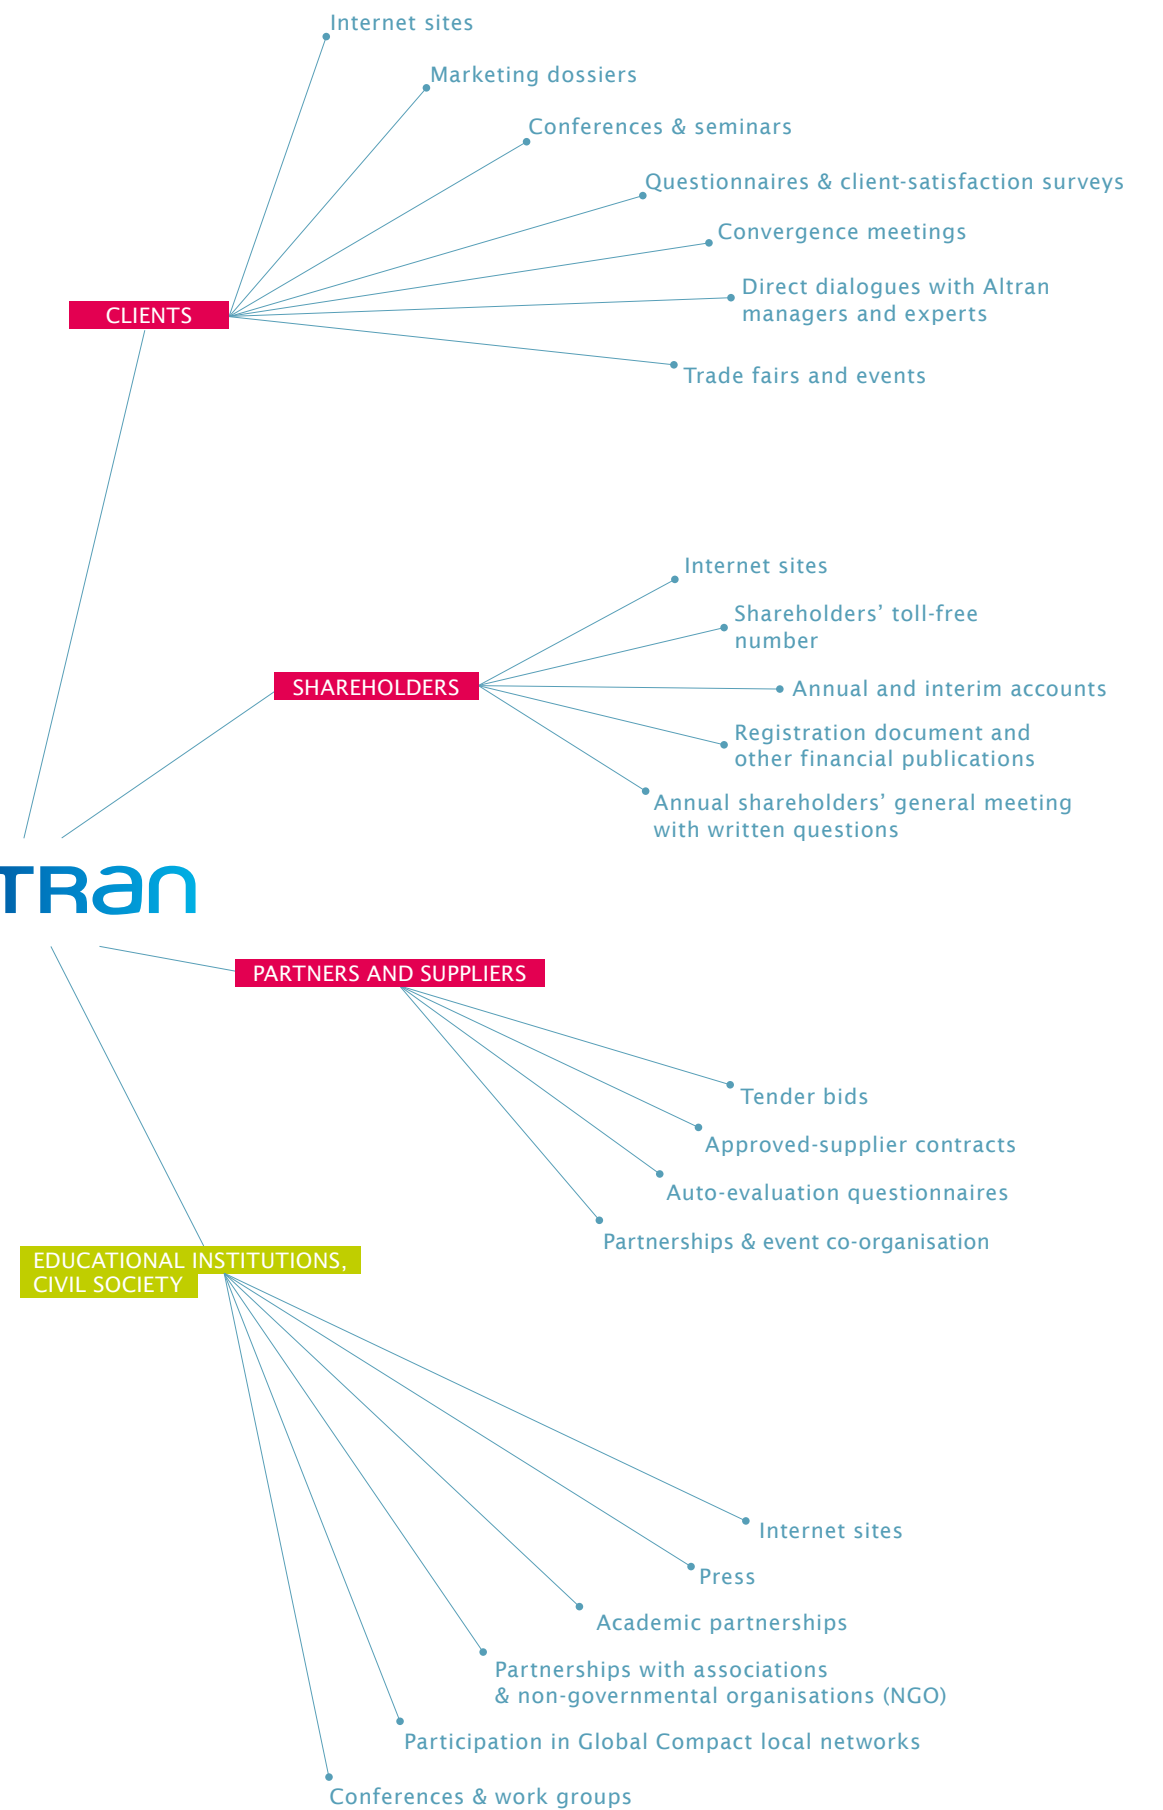 Internet sites
Marketing dossiers
Conferences & seminars
Questionnaires & client-satisfaction surveys
Convergence meetings
Direct dialogues with Altran
managers and experts
CLIENTS
Trade fairs and events
Internet sites
Shareholders’ toll-free
number
SHAREHOLDERS
Annual and interim accounts
Registration document and
other financial publications
Annual shareholders’ general meeting
with written questions
TRan
PARTNERS AND SUPPLIERS
Tender bids
Approved-supplier contracts
Auto-evaluation questionnaires
Partnerships & event co-organisation
EDUCATIONAL INSTITUTIONS,
CIVIL SOCIETY
Internet sites
Press
Academic partnerships
Partnerships with associations
& non-governmental organisations (NGO)
Participation in Global Compact local networks
Conferences & work groups